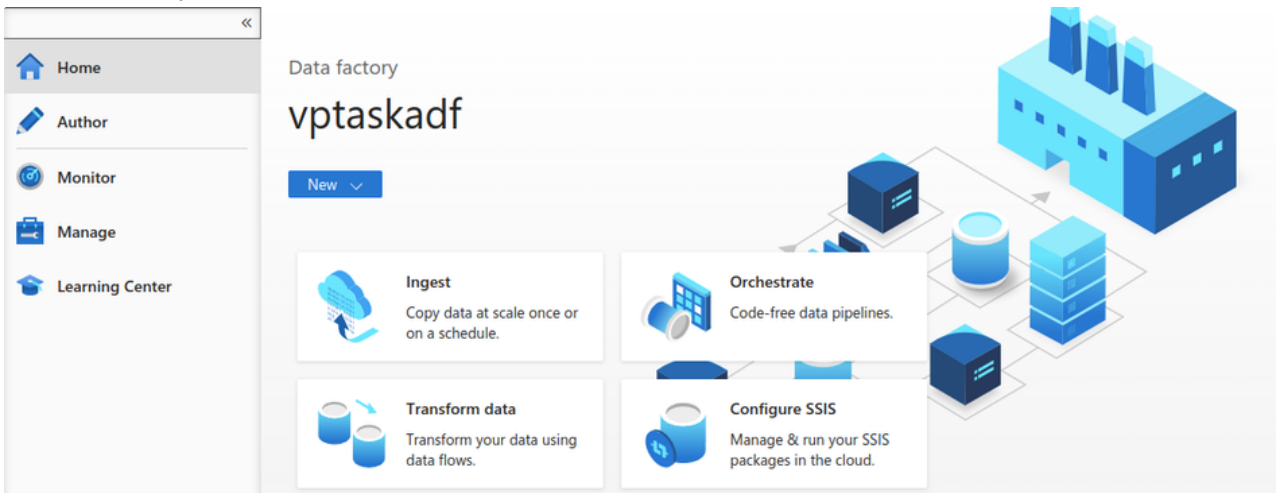 «
Home
Author
Monitor
Manage
Learning Center
Data factory
vptaskadf
New
Ingest
Copy data at scale once or
on a schedule.
Orchestrate
Code-free data pipelines.
Transform data
Transform your data using
data flows.
Configure SSIS
Manage & run your SSIS
packages in the cloud.